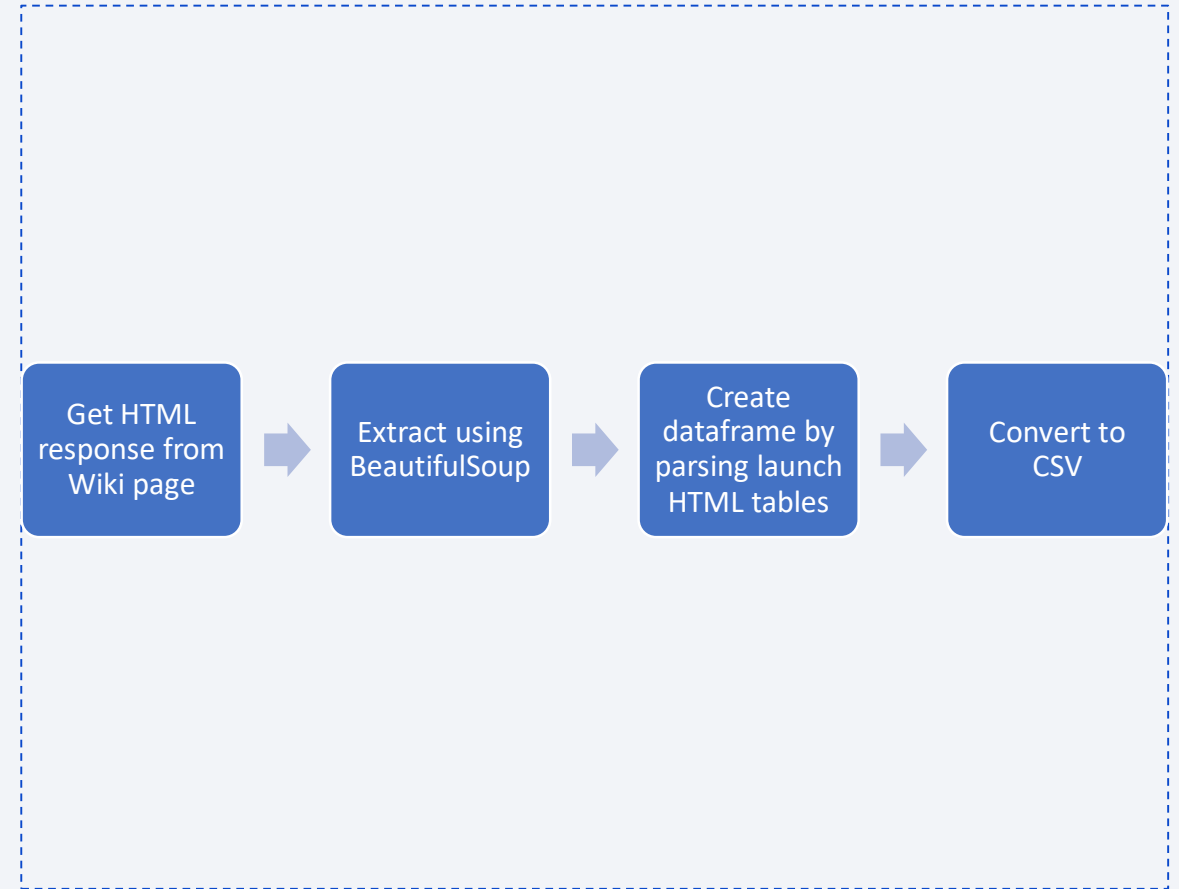 Get HTML
response from
Wiki page
Extract using
BeautifulSoup
Create
dataframe by
parsing launch
HTML tables
Convert to
CSV